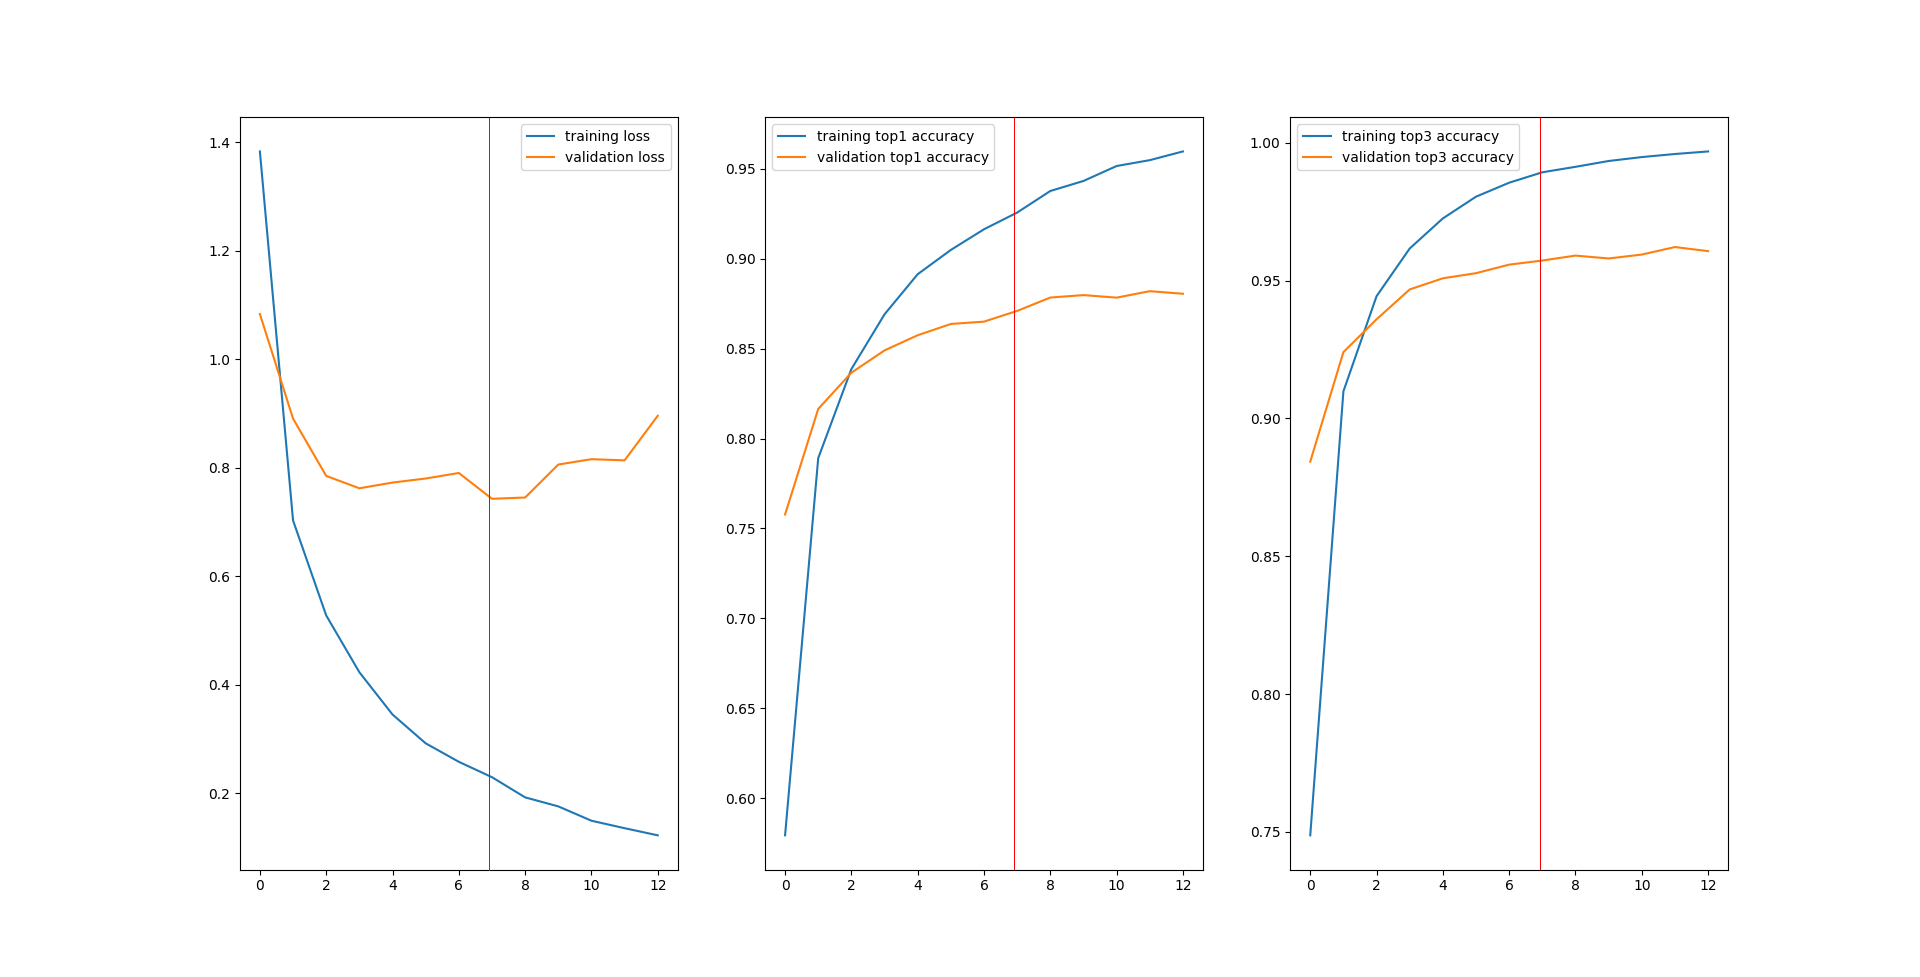 training loss
validation loss
1.4
1.2
1.0
0.8
0.6
0.4
0.2
0 2 4 6 8 10 12
training top1 accuracy
validation top1 accuracy
0.95
0.90
0.85
0.80
0.75
0.70
0.65
0.60
0 2 4 6 8 10 12
training top3 accuracy
validation top3 accuracy
1.00
0.95
0.90
0.85
0.80
0.75
0 2 4 6 8 10 12